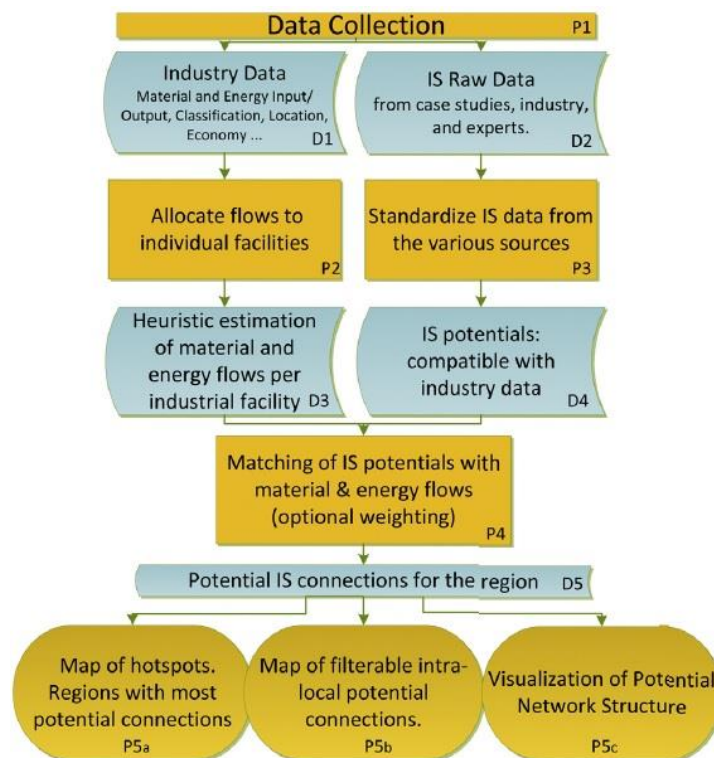 Data Collection
P1
Industry Data
Material and Energy Input/
Output, Classification, Location,
Economy ...
D1
IS Raw Data
from case studies, industry,
and experts.
D2
Allocate flows to
individual facilities
P2
Standardize IS data from
the various sources
P3
Heuristic estimation
of material and
energy flows per
industrial facility
D3
IS potentials:
compatible with
industry data
D4
Matching of IS potentials with
material & energy flows
(optional weighting)
P4
Potential IS connections for the region
D5
Map of hotspots.
Regions with most
potential connections
P5a
Map of filterable intra-
local potential
connections.
P5b
Visualization of Potential
Network Structure
P5c